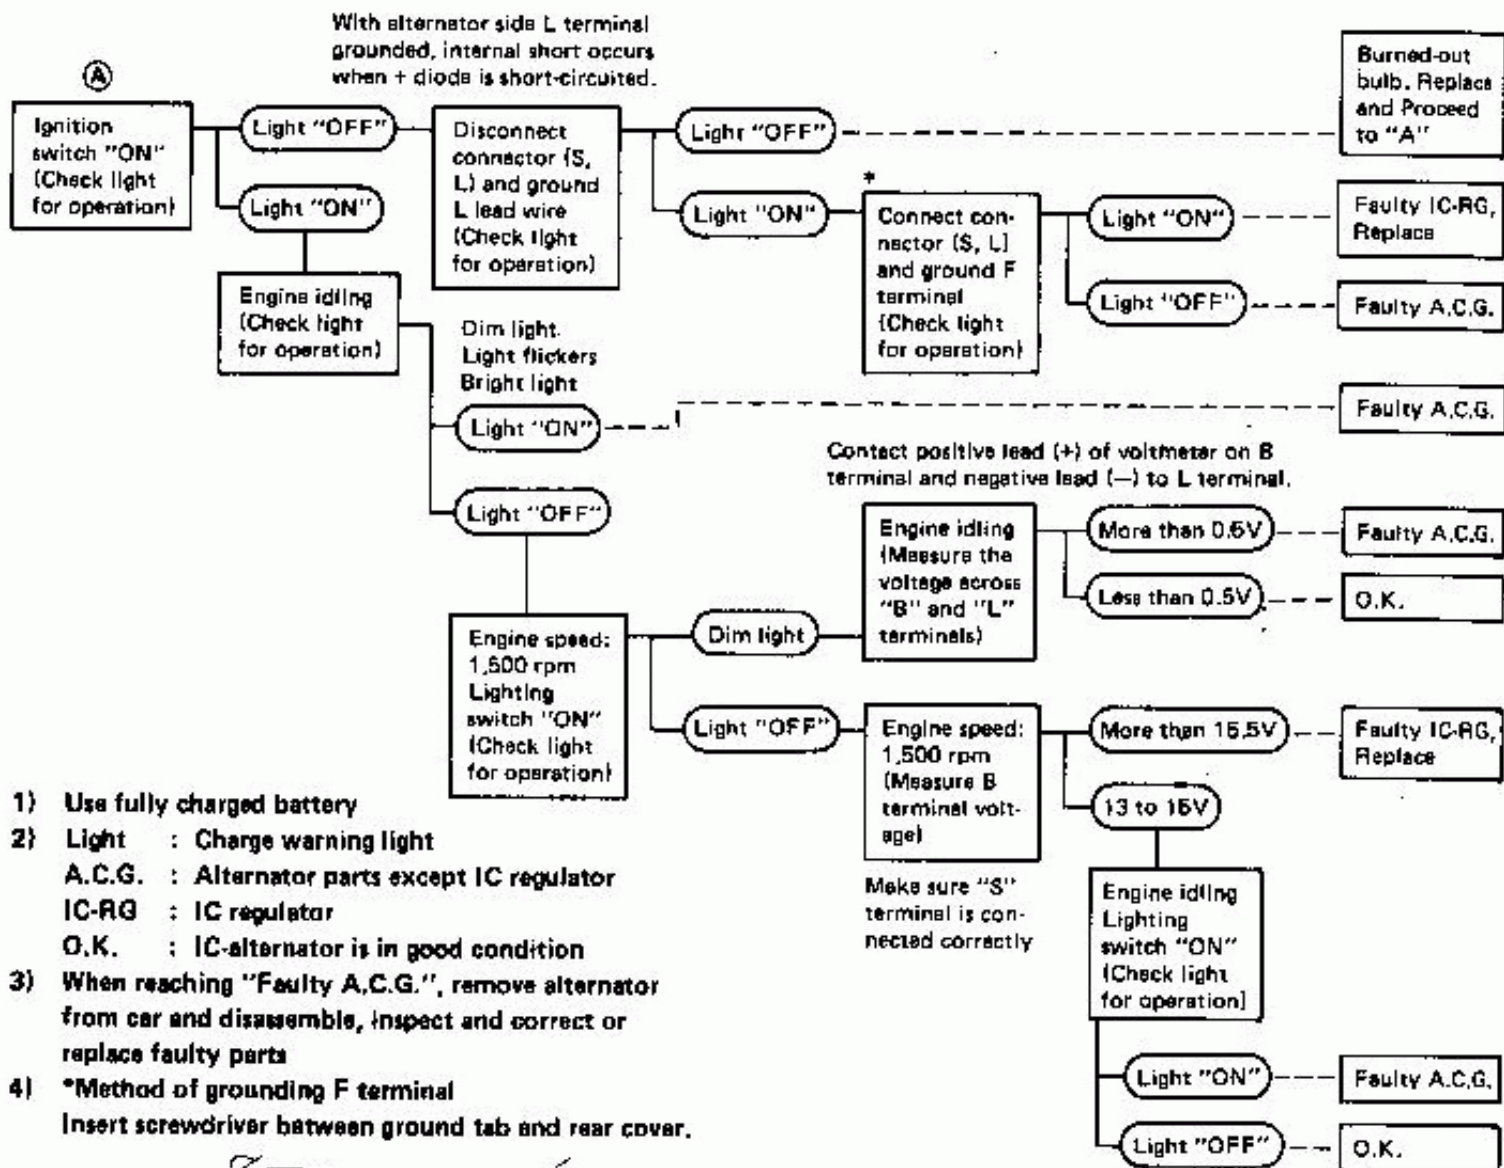 With alternator side L terminal
grounded, internal short occurs
when + diode is short-circuited.
A
Ignition
switch "ON"
(Check light
for operation)
Light "OFF"
Light "ON"
Disconnect
connector (S,
L) and ground
L lead wire
(Check light
for operation)
Light "OFF"
Burned-out
bulb. Replace
and Proceed
to "A"
Light "ON"
*
Connect con-
nector (S, L)
and ground F
terminal
(Check light
for operation)
Light "ON"
Faulty IC-RG,
Replace
Light "OFF"
Faulty A.C.G.
Engine idling
(Check light
for operation)
Dim light.
Light flickers
Bright light
Light "ON"
Faulty A.C.G.
Light "OFF"
Contact positive lead (+) of voltmeter on B
terminal and negative lead (—) to L terminal.
Engine speed:
1,500 rpm
Lighting
switch "ON"
(Check light
for operation)
Dim light
Engine idling
(Measure the
voltage across
"B" and "L"
terminals)
More than 0.5V
Faulty A.C.G.
Less than 0.5V
O.K.
Light "OFF"
Engine speed:
1,500 rpm
(Measure B
terminal volt-
age)
Make sure "S"
terminal is con-
nected correctly
More than 15.5V
Faulty IC-RG,
Replace
13 to 15V
Engine idling
Lighting
switch "ON"
(Check light
for operation)
Light "ON"
Faulty A.C.G.
Light "OFF"
O.K.
1) Use fully charged battery
2) Light : Charge warning light
A.C.G. : Alternator parts except IC regulator
IC-RG : IC regulator
O.K. : IC-alternator is in good condition
3) When reaching "Faulty A.C.G.", remove alternator
from car and disassemble, inspect and correct or
replace faulty parts
4) *Method of grounding F terminal
Insert screwdriver between ground tab and rear cover.